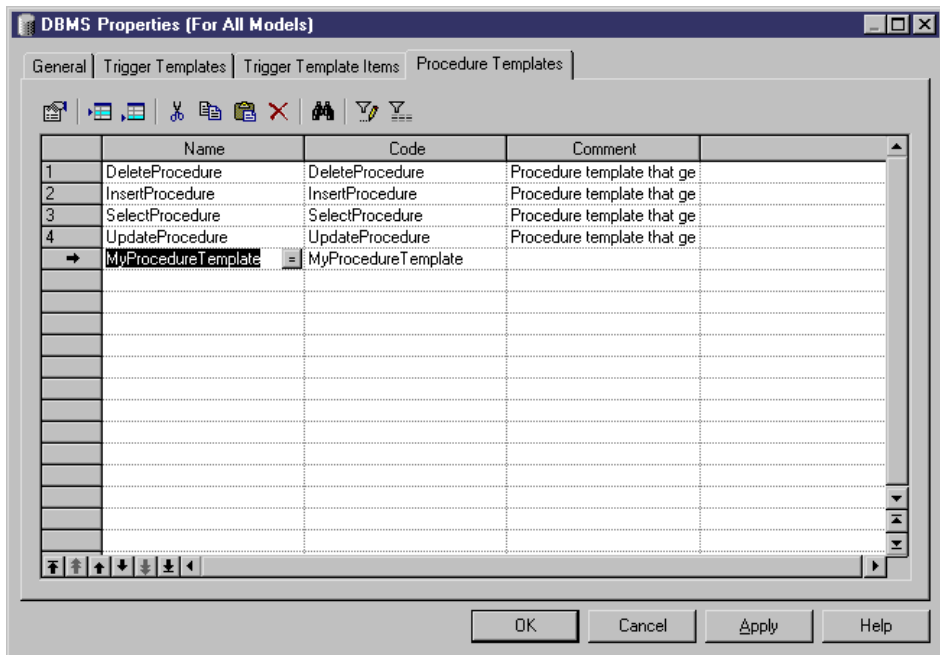 DBMS Properties (For All Models)
General Trigger Templates Trigger Template Items Procedure Templates
Name Code Comment
1 DeleteProcedure DeleteProcedure Procedure template that ge
2 InsertProcedure InsertProcedure Procedure template that ge
3 SelectProcedure SelectProcedure Procedure template that ge
4 UpdateProcedure UpdateProcedure Procedure template that ge
MyProcedureTemplate = MyProcedureTemplate
OK Cancel Apply Help